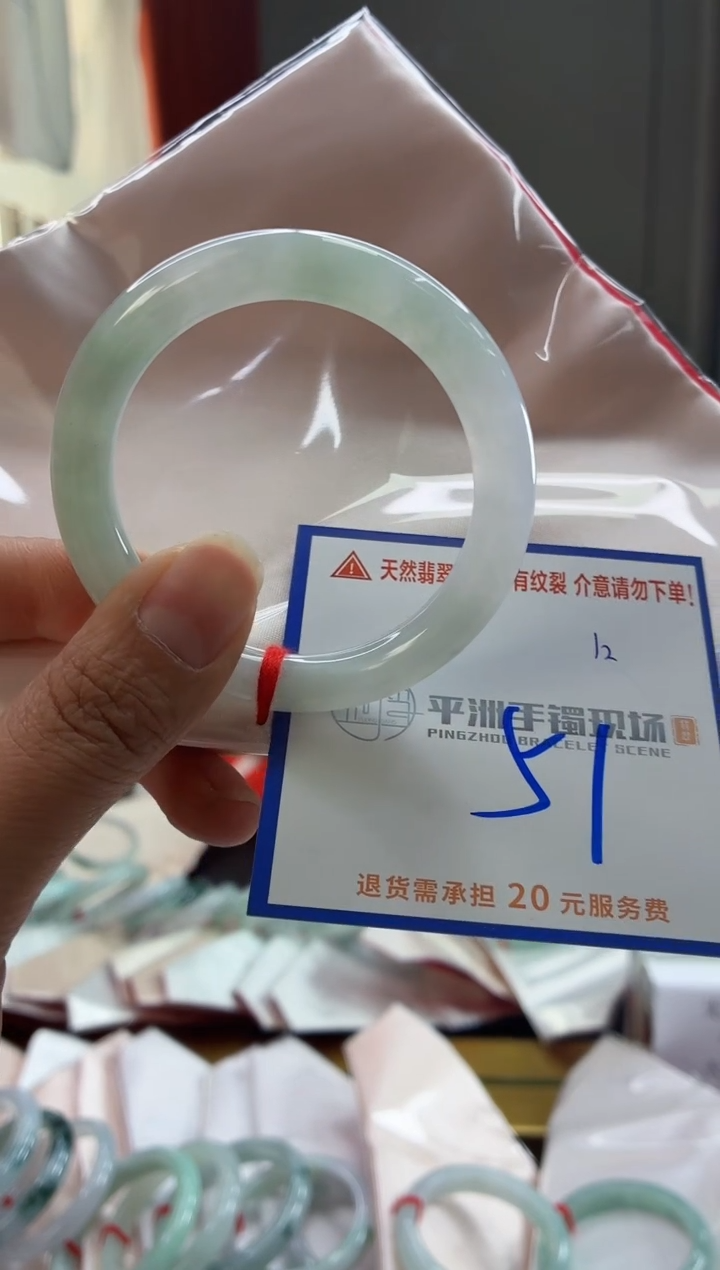 天然翡翠 有纹裂 介意请勿下单!
12
平洲手镯现场
PINGZHOU BRACELET SCENE
51
退货需承担 20 元服务费